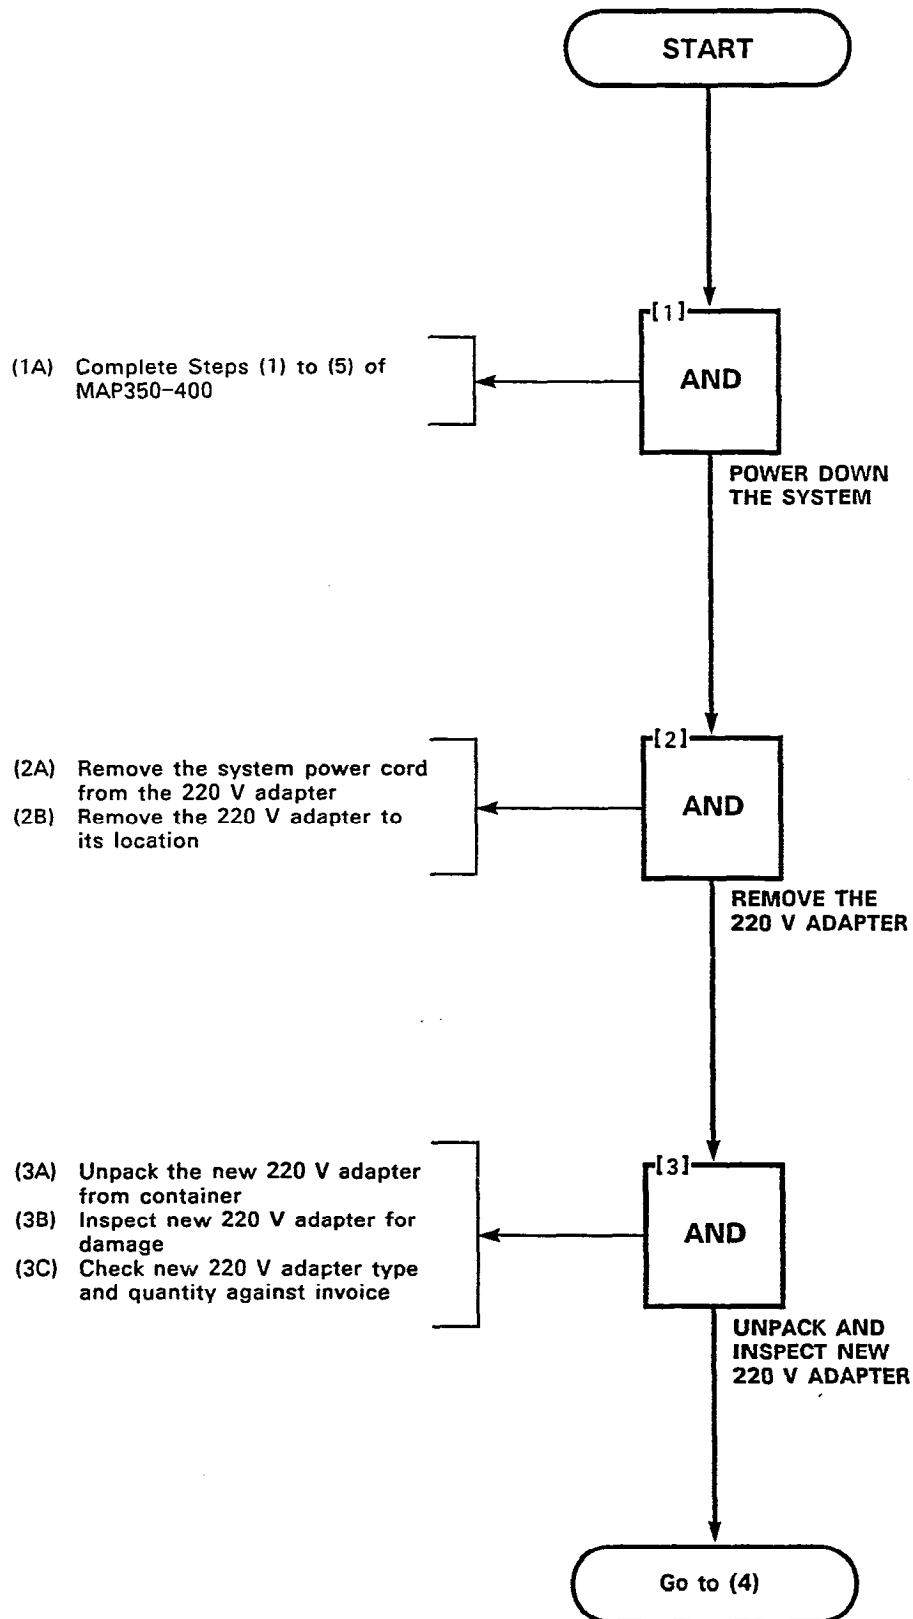 START
[1]
AND
(1A) Complete Steps (1) to (5) of
MAP350-400
POWER DOWN
THE SYSTEM
[2]
AND
(2A) Remove the system power cord
from the 220 V adapter
(2B) Remove the 220 V adapter to
its location
REMOVE THE
220 V ADAPTER
[3]
AND
(3A) Unpack the new 220 V adapter
from container
(3B) Inspect new 220 V adapter for
damage
(3C) Check new 220 V adapter type
and quantity against invoice
UNPACK AND
INSPECT NEW
220 V ADAPTER
Go to (4)